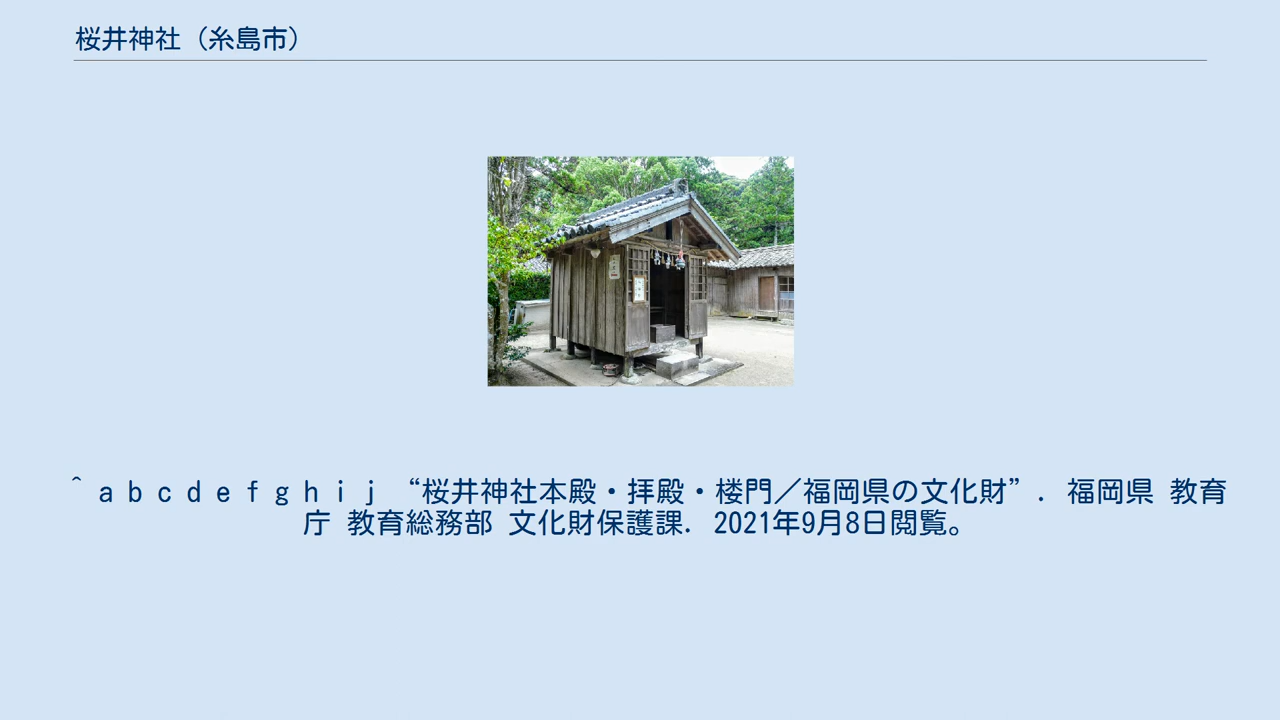 桜井神社（糸島市）
^ a b c d e f g h i j “桜井神社本殿・拝殿・楼門／福岡県の文化財”. 福岡県 教育
庁 教育総務部 文化財保護課. 2021年9月8日閲覧。